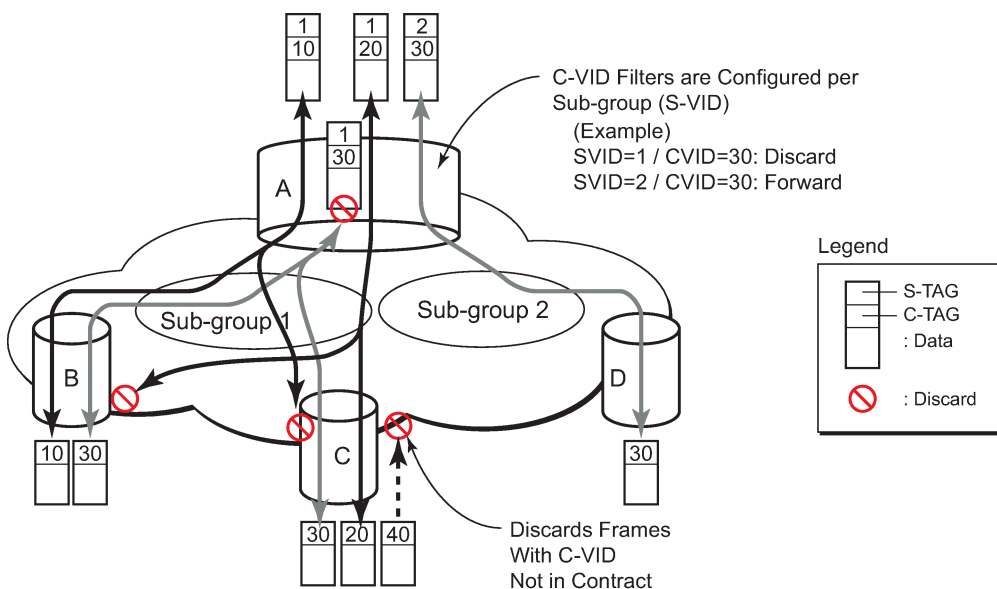 1 1 2
10 20 30
C-VID Filters are Configured per
Sub-group (S-VID)
(Example)
SVID=1 / CVID=30: Discard
SVID=2 / CVID=30: Forward
1
30
A
Legend
S-TAG
C-TAG
: Data
: Discard
Sub-group 1
Sub-group 2
B
D
C
10 30
30
30 20 40
Discards Frames
With C-VID
Not in Contract